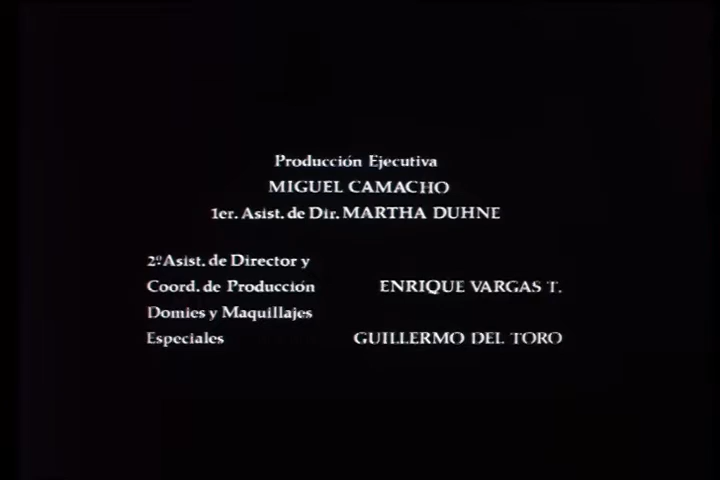 Producción Ejecutiva
MIGUEL CAMACHO
1er. Asist. de Dir. MARTHA DUHNE
2º Asist. de Director y
Coord. de Producción ENRIQUE VARGAS T.
Domies y Maquillajes
Especiales GUILLERMO DEL TORO